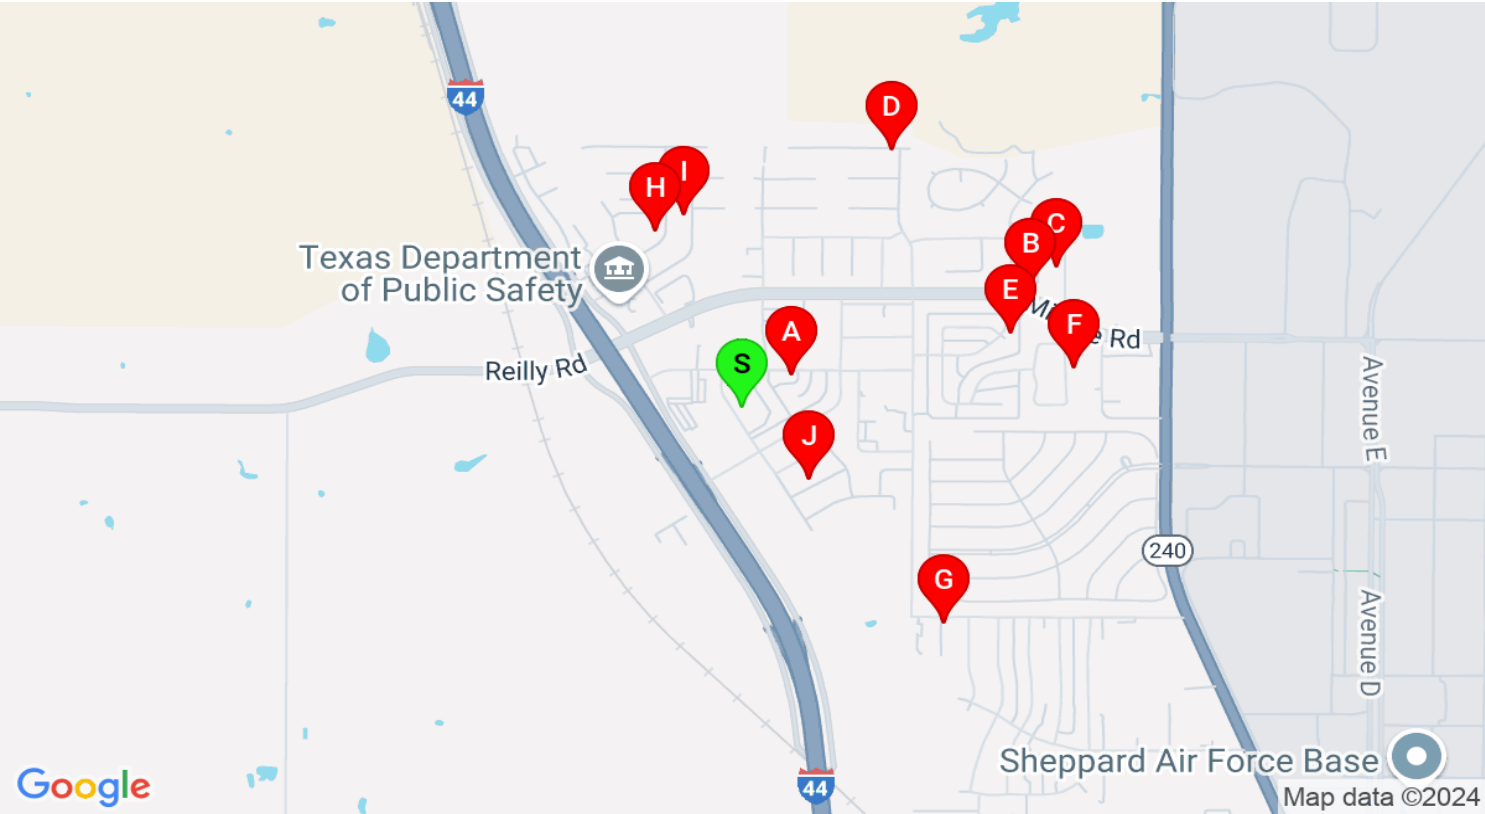 44
D
I
H
C
B
Texas Department
of Public Safety
E
F
A
Reilly Rd
S
Avenue E
J
240
G
Avenue D
Sheppard Air Force Base
Google
44
Map data ©2024